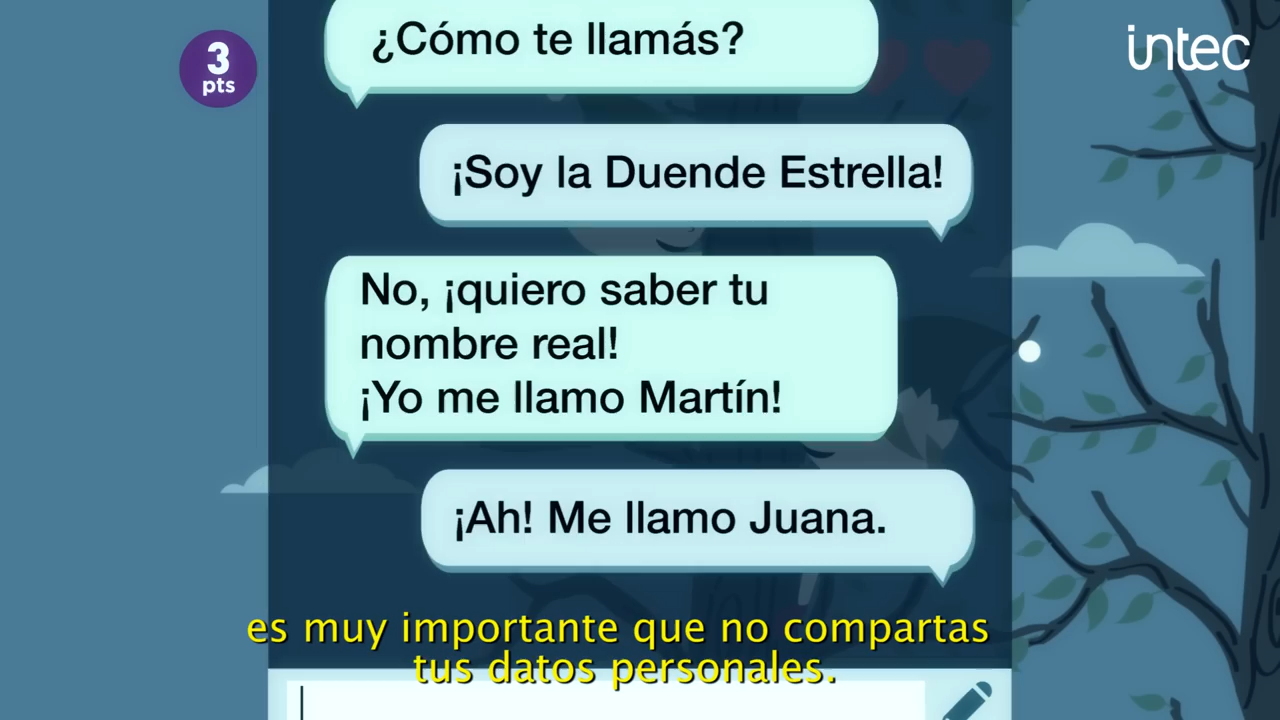 ¿Cómo te llamás?
3
pts
intec
¡Soy la Duende Estrella!
No, ¡quiero saber tu
nombre real!
¡Yo me llamo Martín!
¡Ah! Me llamo Juana.
es muy importante que no compartas
tus datos personales.